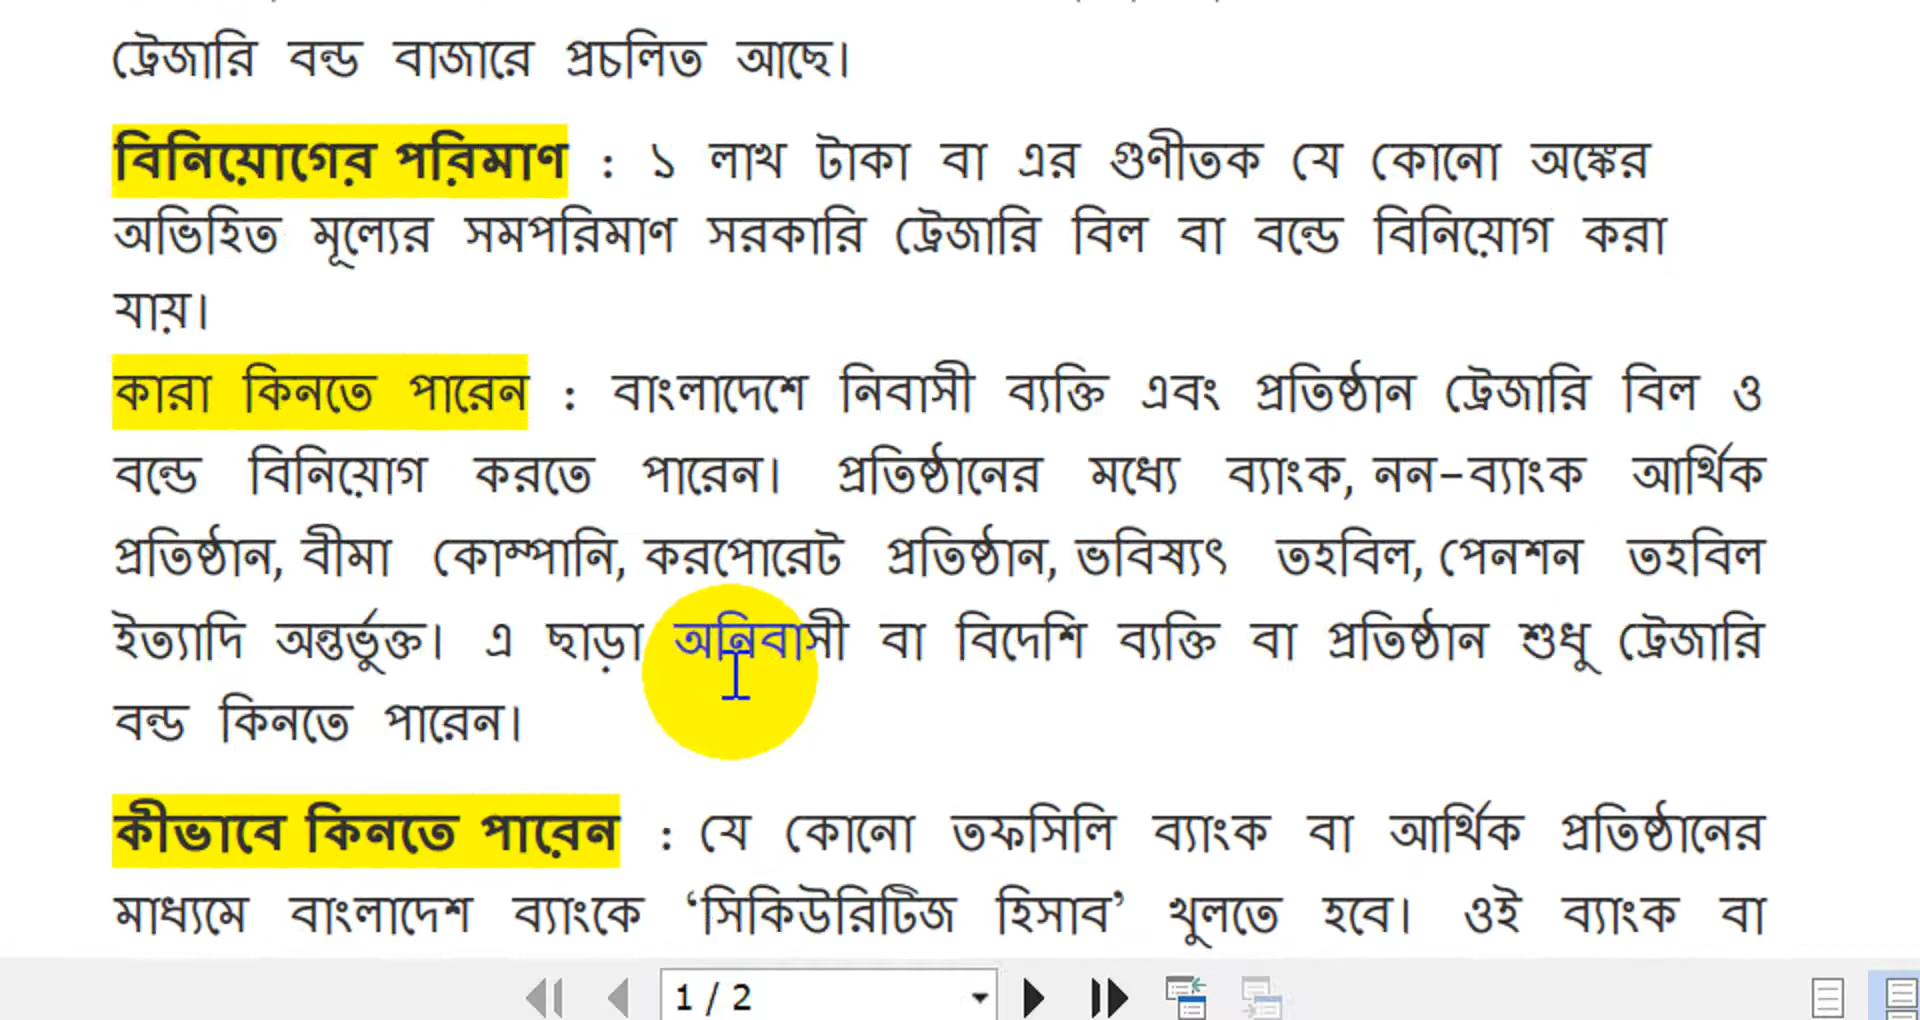 ট্রেজারি বন্ড বাজারে প্রচলিত আছে।
বিনিয়োগের পরিমাণ : ১ লাখ টাকা বা এর গুণীতক যে কোনো অঙ্কের
অভিহিত মূল্যের সমপরিমাণ সরকারি ট্রেজারি বিল বা বন্ডে বিনিয়োগ করা
যায়।
কারা কিনতে পারেন : বাংলাদেশে নিবাসী ব্যক্তি এবং প্রতিষ্ঠান ট্রেজারি বিল ও
বন্ডে বিনিয়োগ করতে পারেন। প্রতিষ্ঠানের মধ্যে ব্যাংক, নন-ব্যাংক আর্থিক
প্রতিষ্ঠান, বীমা কোম্পানি, করপোরেট প্রতিষ্ঠান, ভবিষ্যৎ তহবিল, পেনশন তহবিল
ইত্যাদি অন্তর্ভুক্ত। এ ছাড়া অনিবাসী বা বিদেশি ব্যক্তি বা প্রতিষ্ঠান শুধু ট্রেজারি
বন্ড কিনতে পারেন।
কীভাবে কিনতে পারেন : যে কোনো তফসিলি ব্যাংক বা আর্থিক প্রতিষ্ঠানের
মাধ্যমে বাংলাদেশ ব্যাংকে ‘সিকিউরিটিজ হিসাব’ খুলতে হবে। ওই ব্যাংক বা
1 / 2